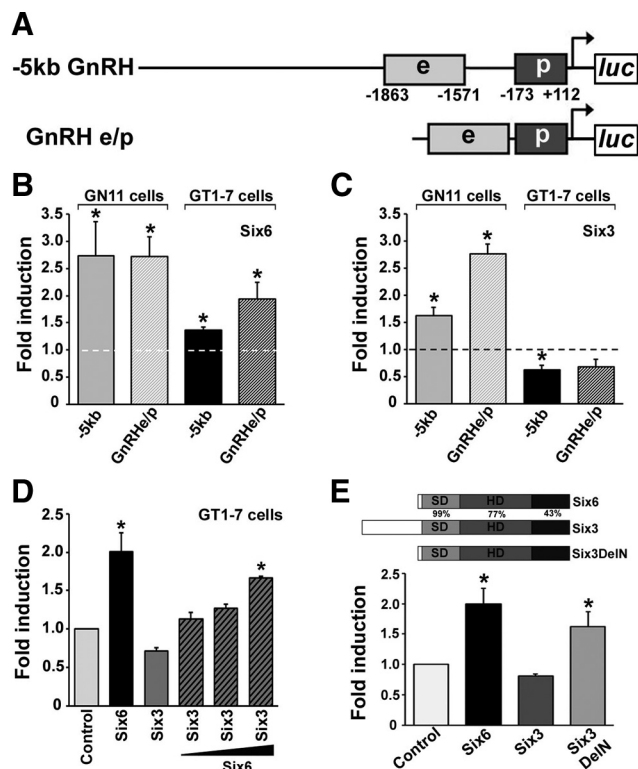 A
-5kb GnRH
e
p
luc
-1863
-1571
-173
+112
GnRH e/p
e
p
luc
B
GN11 cells
GT1-7 cells
Six6
Fold induction
3.5
3.0
2.5
2.0
1.5
1.0
0.5
0
*
*
*
*
-5kb
GnRHe/p
-5kb
GnRHe/p
C
GN11 cells
GT1-7 cells
Six3
Fold induction
3.5
3.0
2.5
2.0
1.5
1.0
0.5
0
*
*
*
-5kb
GnRHe/p
-5kb
GnRHe/p
D
GT1-7 cells
Fold induction
2.5
2.0
1.5
1.0
0.5
0
*
*
Control
Six6
Six3
Six3
Six3
Six3
Six6
E
SD
HD
Six6
99%
77%
43%
SD
HD
Six3
SD
HD
Six3DelN
Fold induction
3.0
2.5
2.0
1.5
1.0
0.5
0
*
*
Control
Six6
Six3
Six3
DelN